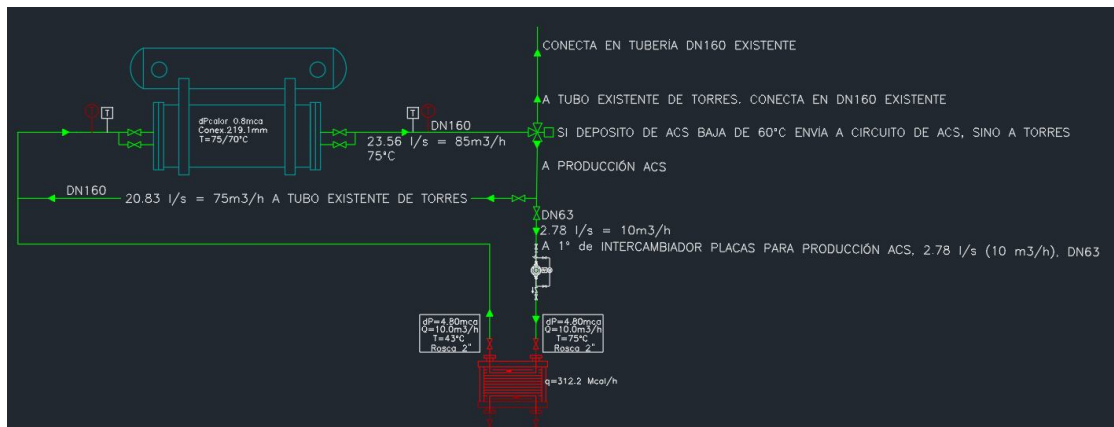 CONECTA EN TUBERÍA DN160 EXISTENTE
A TUBO EXISTENTE DE TORRES. CONECTA EN DN160 EXISTENTE
T
T
T
T
dPcalor 0.8mca
Conex.219.1mm
T=75/70°C
DN160
23.56 l/s = 85m3/h
75°C
SI DEPOSITO DE ACS BAJA DE 60°C ENVÍA A CIRCUITO DE ACS, SINO A TORRES
A PRODUCCIÓN ACS
DN160
20.83 l/s = 75m3/h A TUBO EXISTENTE DE TORRES
DN63
2.78 l/s = 10m3/h
A 1º de INTERCAMBIADOR PLACAS PARA PRODUCCIÓN ACS, 2.78 l/s (10 m3/h), DN63
dP=4.80mca
Q=10.0m3/h
T=43°C
Rosca 2"
dP=4.80mca
Q=10.0m3/h
T=75°C
Rosca 2"
q=312.2 Mcal/h